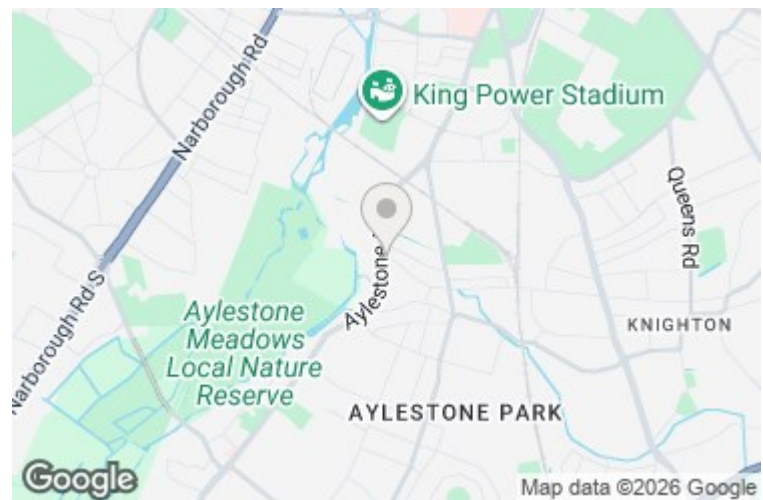 Narborough Rd
King Power Stadium
Queens Rd
Aylestone
Narborough Rd S
Aylestone
Meadows
Local Nature
Reserve
KNIGHTON
AYLESTONE PARK
Google
Map data ©2026 Google